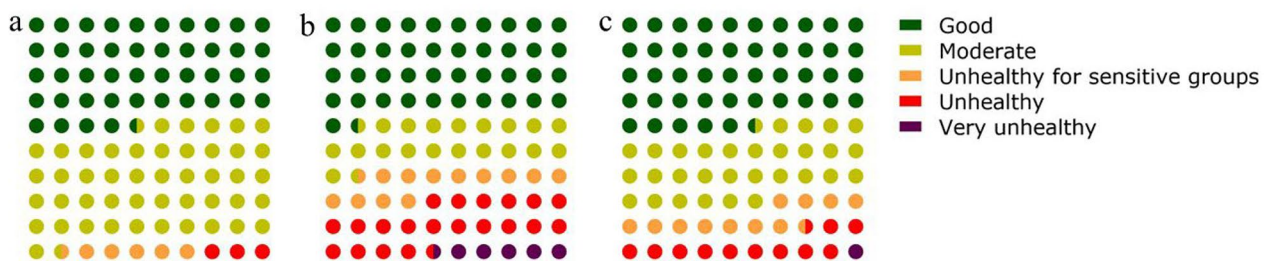 a
b
c
Good
Moderate
Unhealthy for sensitive groups
Unhealthy
Very unhealthy